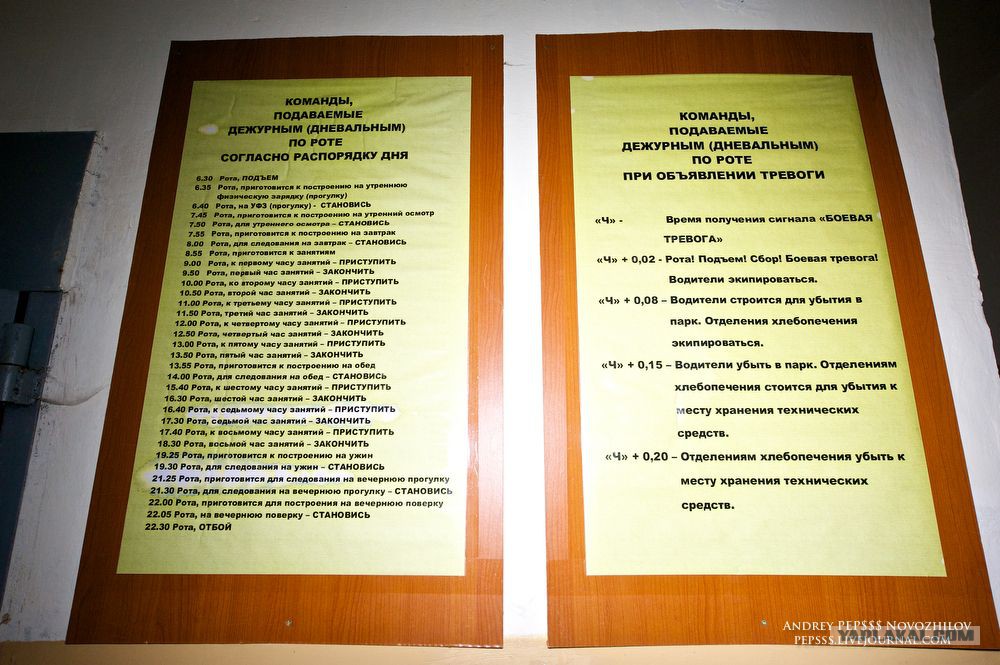 КОМАНДЫ,
ПОДАВАЕМЫЕ
ДЕЖУРНЫМ (ДНЕВАЛЬНЫМ)
ПО РОТЕ
СОГЛАСНО РАСПОРЯДКУ ДНЯ
6.30 Рота, ПОДЪЕМ
6.35 Рота, приготовится к построению на утреннюю
физическую зарядку (прогулку)
6.40 Рота, на УФЗ (прогулку) - СТАНОВИСЬ
7.45 Рота, приготовится к построению на утренний осмотр
7.50 Рота, для утреннего осмотра – СТАНОВИСЬ
7.55 Рота, приготовится к построению на завтрак
8.00 Рота, для следования на завтрак – СТАНОВИСЬ
8.55 Рота, приготовится к занятиям
9.00 Рота, к первому часу занятий – ПРИСТУПИТЬ
9.50 Рота, первый час занятий – ЗАКОНЧИТЬ
10.00 Рота, ко второму часу занятий – ПРИСТУПИТЬ
10.50 Рота, второй час занятий – ЗАКОНЧИТЬ
11.00 Рота, к третьему часу занятий – ПРИСТУПИТЬ
11.50 Рота, третий час занятий – ЗАКОНЧИТЬ
12.00 Рота, к четвертому часу занятий – ПРИСТУПИТЬ
12.50 Рота, четвертый час занятий – ЗАКОНЧИТЬ
13.00 Рота, к пятому часу занятий – ПРИСТУПИТЬ
13.50 Рота, пятый час занятий – ЗАКОНЧИТЬ
13.55 Рота, приготовится к построению на обед
14.00 Рота, для следования на обед – СТАНОВИСЬ
15.40 Рота, к шестому часу занятий – ПРИСТУПИТЬ
16.30 Рота, шестой час занятий – ЗАКОНЧИТЬ
16.40 Рота, к седьмому часу занятий – ПРИСТУПИТЬ
17.30 Рота, седьмой час занятий – ЗАКОНЧИТЬ
17.40 Рота, к восьмому часу занятий – ПРИСТУПИТЬ
18.30 Рота, восьмой час занятий – ЗАКОНЧИТЬ
19.25 Рота, приготовится к построению на ужин
19.30 Рота, для следования на ужин – СТАНОВИСЬ
21.25 Рота, приготовится для следования на вечернюю прогулку
21.30 Рота, для следования на вечернюю прогулку – СТАНОВИСЬ
22.00 Рота, приготовится для построения на вечернюю поверку
22.05 Рота, на вечернюю поверку – СТАНОВИСЬ
22.30 Рота, ОТБОЙ
КОМАНДЫ,
ПОДАВАЕМЫЕ
ДЕЖУРНЫМ (ДНЕВАЛЬНЫМ)
ПО РОТЕ
ПРИ ОБЪЯВЛЕНИИ ТРЕВОГИ
«Ч» - Время получения сигнала «БОЕВАЯ
ТРЕВОГА»
«Ч» + 0,02 - Рота! Подъем! Сбор! Боевая тревога!
Водители экипироваться.
«Ч» + 0,08 – Водители строится для убытия в
парк. Отделения хлебопечения
экипироваться.
«Ч» + 0,15 – Водители убыть в парк. Отделениям
хлебопечения стоится для убытия к
месту хранения технических
средств.
«Ч» + 0,20 – Отделениям хлебопечения убыть к
месту хранения технических
средств.
ANDREY PEP$$$ NOVOZHILOV
PEPSSS.LIVEJOURNAL.COM